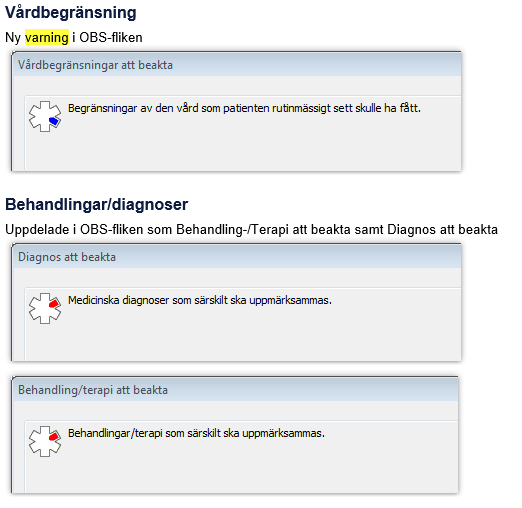 Vårdbegränsning
Ny varning i OBS-fliken
Vårdbegränsningar att beakta
Begränsningar av den vård som patienten rutinmässigt sett skulle ha fått.
Behandlingar/diagnoser
Uppdelade i OBS-fliken som Behandling-/Terapi att beakta samt Diagnos att beakta
Diagnos att beakta
Medicinska diagnoser som särskilt ska uppmärksammas.
Behandling/terapi att beakta
Behandlingar/terapi som särskilt ska uppmärksammas.